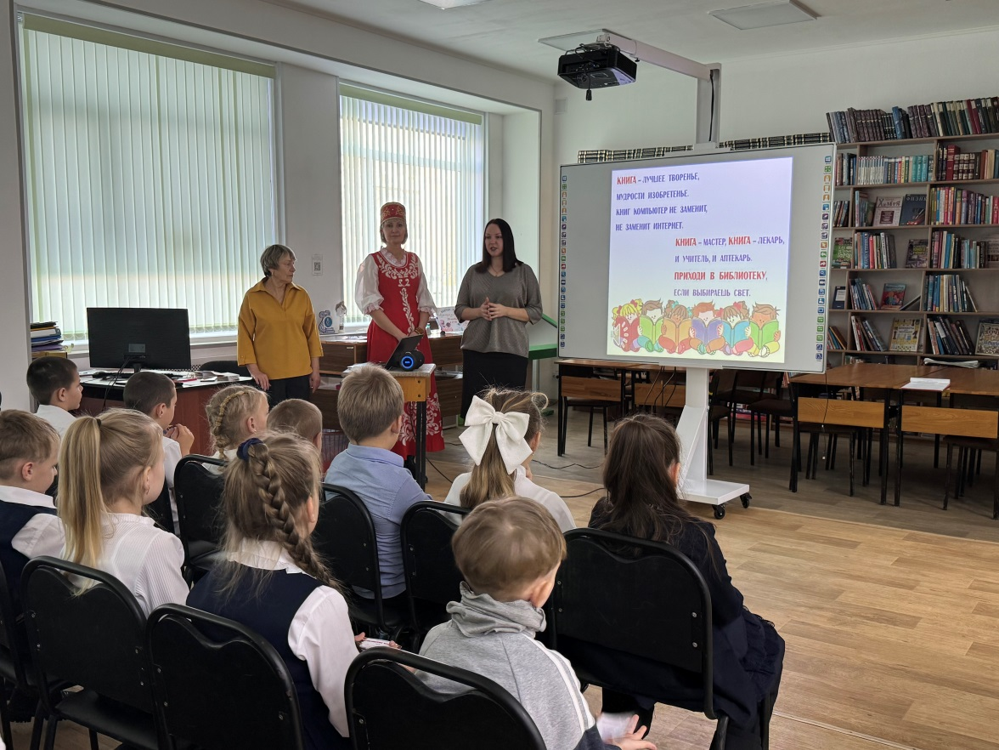 КНИГА – ЛУЧШЕЕ ТВОРЕНЬЕ,
МУДРОСТИ ИЗОБРЕТЕНЬЕ.
КНИГ КОМПЬЮТЕР НЕ ЗАМЕНИТ,
НЕ ЗАМЕНИТ ИНТЕРНЕТ.
КНИГА – МАСТЕР, КНИГА – ЛЕКАРЬ,
И УЧИТЕЛЬ, И АПТЕКАРЬ.
ПРИХОДИ В БИБЛИОТЕКУ,
ЕСЛИ ВЫБИРАЕШЬ СВЕТ.